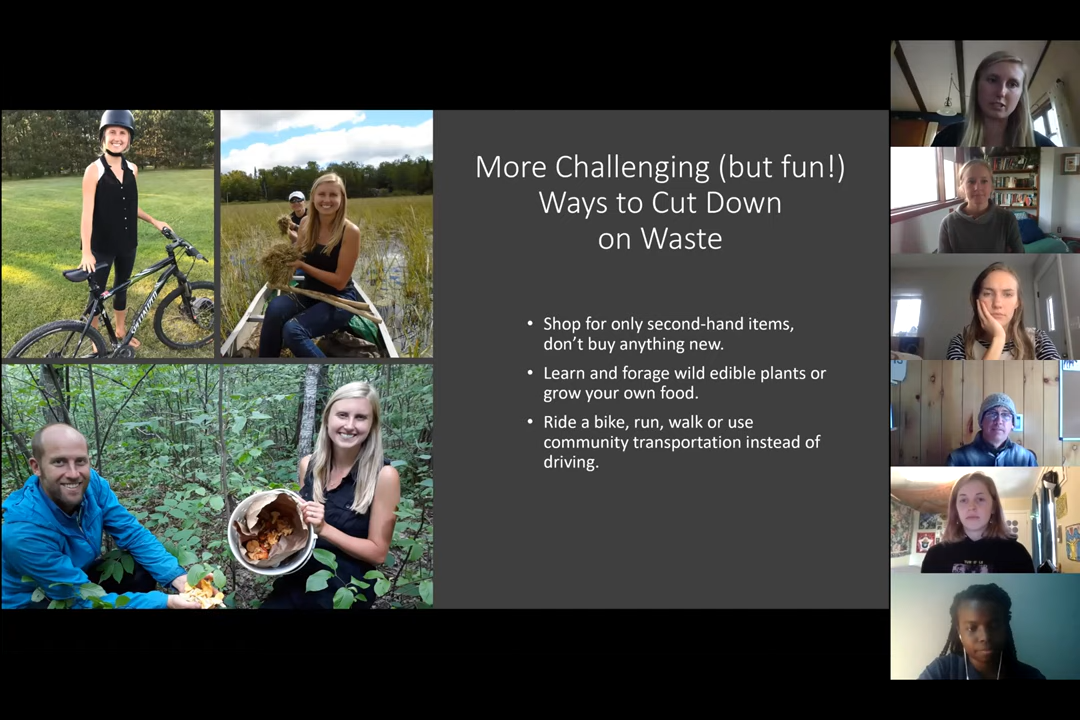 More Challenging (but fun!)
Ways to Cut Down
on Waste
• Shop for only second-hand items,
don’t buy anything new.
• Learn and forage wild edible plants or
grow your own food.
• Ride a bike, run, walk or use
community transportation instead of
driving.
SPECIALIZED